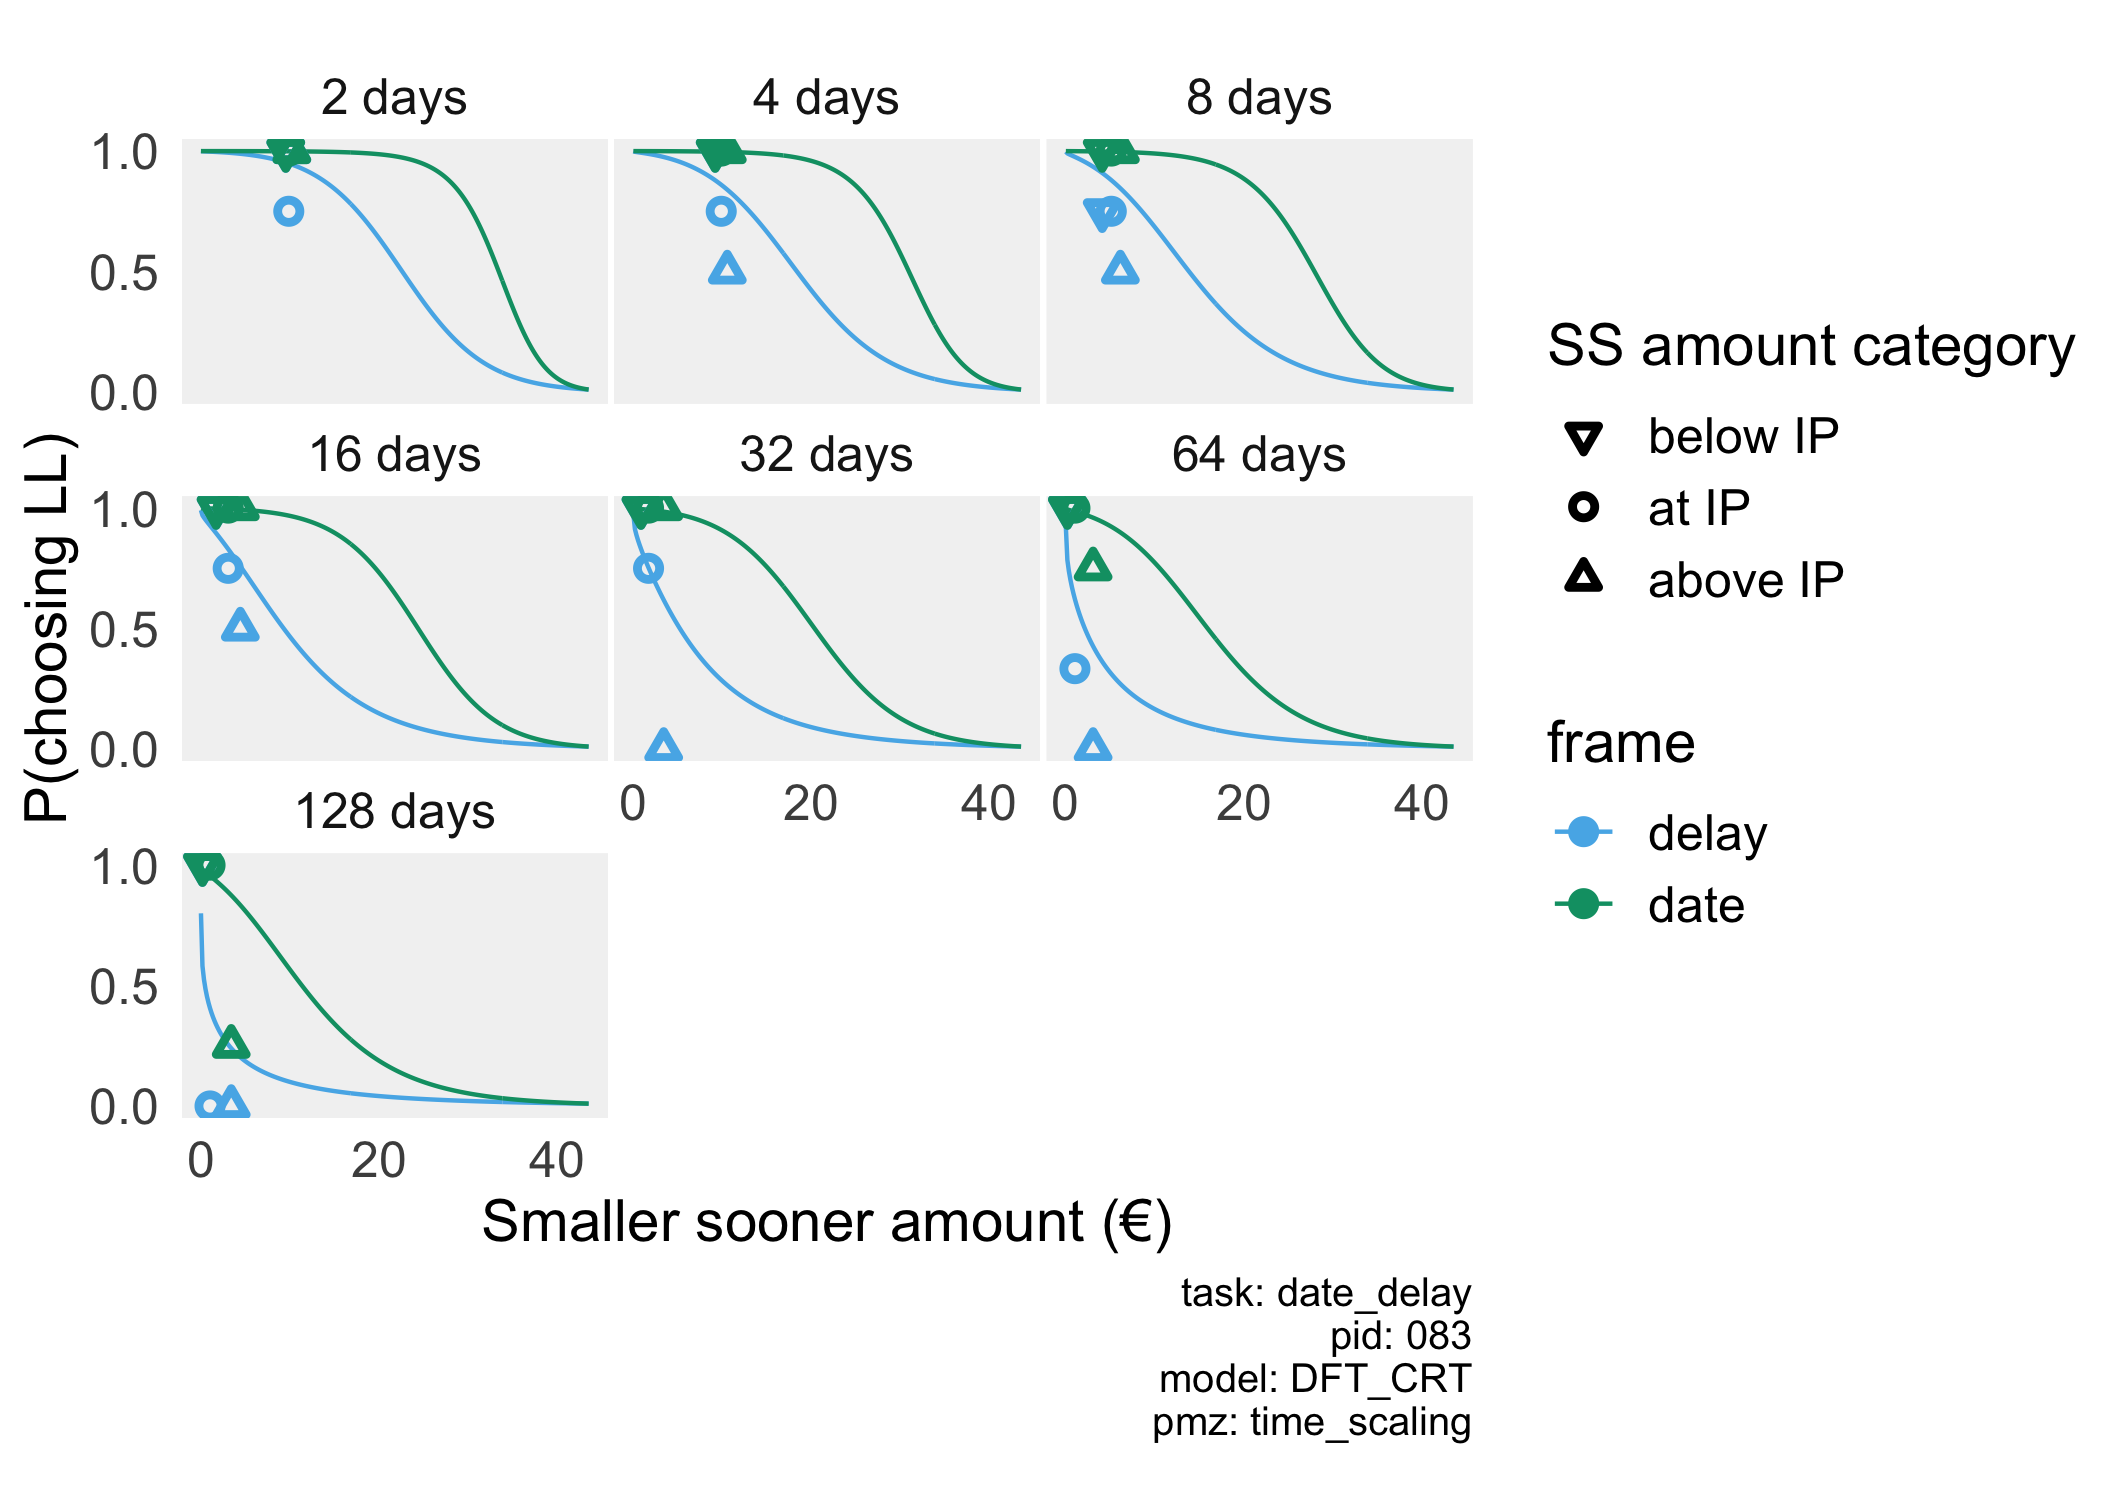 2 days
4 days
8 days
1.0
0.5
0.0
16 days
32 days
64 days
1.0
0.5
0.0
0 20 40
0 20 40
128 days
1.0
0.5
0.0
0 20 40
P(choosing LL)
Smaller sooner amount (€)
SS amount category
below IP
at IP
above IP
frame
delay
date
task: date_delay
pid: 083
model: DFT_CRT
pmz: time_scaling